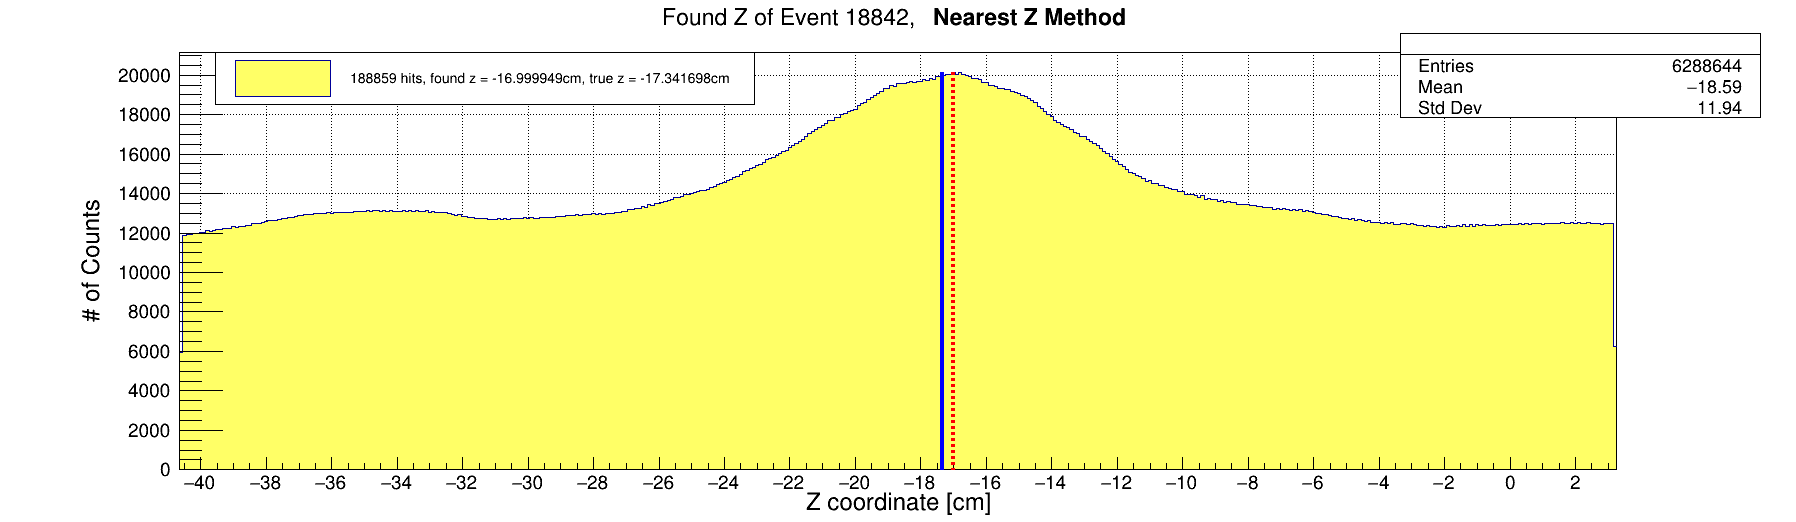 Found Z of Event 18842, Nearest Z Method
188859 hits, found z = -16.999949cm, true z = -17.341698cm
Entries 6288644
Mean −18.59
Std Dev 11.94
# of Counts
20000
18000
16000
14000
12000
10000
8000
6000
4000
2000
0
−40 −38 −36 −34 −32 −30 −28 −26 −24 −22 −20 −18 −16 −14 −12 −10 −8 −6 −4 −2 0 2
Z coordinate [cm]